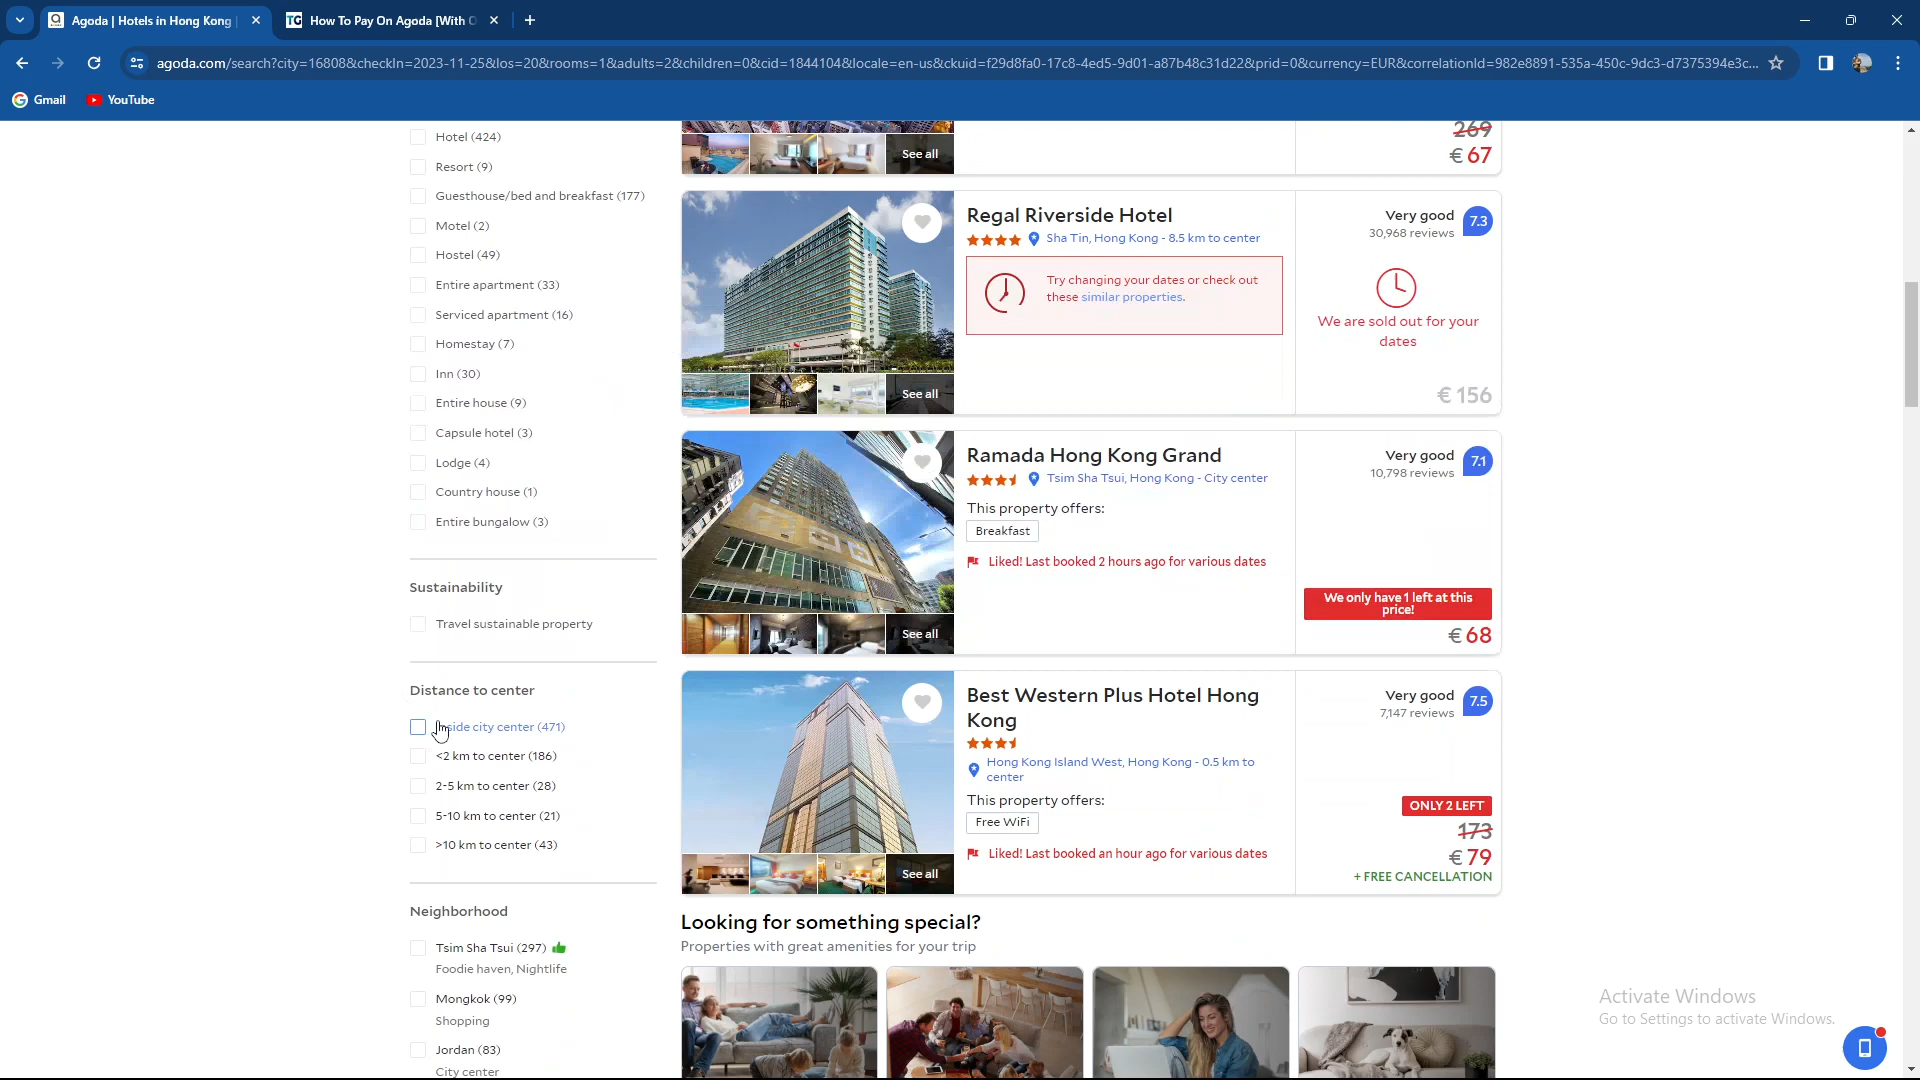 Agoda | Hotels in Hong Kong
How To Pay On Agoda [With
agoda.com/search?city=16808&checkIn=2023-11-25&los=20&rooms=1&adults=2&children=0&cid=1844104&locale=en-us&ckuid=f29d8fa0-17c8-4ed5-9d01-a87b48c31d22&prid=0&currency=EUR&correlationId=982e8891-535a-450c-9dc3-d7375394e3c...
Gmail
YouTube
Hotel (424)
Resort (9)
Guesthouse/bed and breakfast (177)
Motel (2)
Hostel (49)
Entire apartment (33)
Serviced apartment (16)
Homestay (7)
Inn (30)
Entire house (9)
Capsule hotel (3)
Lodge (4)
Country house (1)
Entire bungalow (3)
Sustainability
Travel sustainable property
Distance to center
city center (471)
<2 km to center (186)
2-5 km to center (28)
5-10 km to center (21)
>10 km to center (43)
Neighborhood
Tsim Sha Tsui (297)
Foodie haven, Nightlife
Mongkok (99)
Shopping
Jordan (83)
City center
See all
269
€ 67
Regal Riverside Hotel
Sha Tin, Hong Kong - 8.5 km to center
Try changing your dates or check out
these similar properties.
See all
Very good
30,968 reviews
7.3
We are sold out for your
dates
€ 156
Ramada Hong Kong Grand
Tsim Sha Tsui, Hong Kong - City center
This property offers:
Breakfast
Liked! Last booked 2 hours ago for various dates
See all
Very good
10,798 reviews
7.1
We only have 1 left at this
price!
€ 68
Best Western Plus Hotel Hong
Kong
Hong Kong Island West, Hong Kong - 0.5 km to
center
This property offers:
Free WiFi
Liked! Last booked an hour ago for various dates
See all
Very good
7,147 reviews
7.5
ONLY 2 LEFT
173
€ 79
+ FREE CANCELLATION
Looking for something special?
Properties with great amenities for your trip
Activate Windows
Go to Settings to activate Windows.